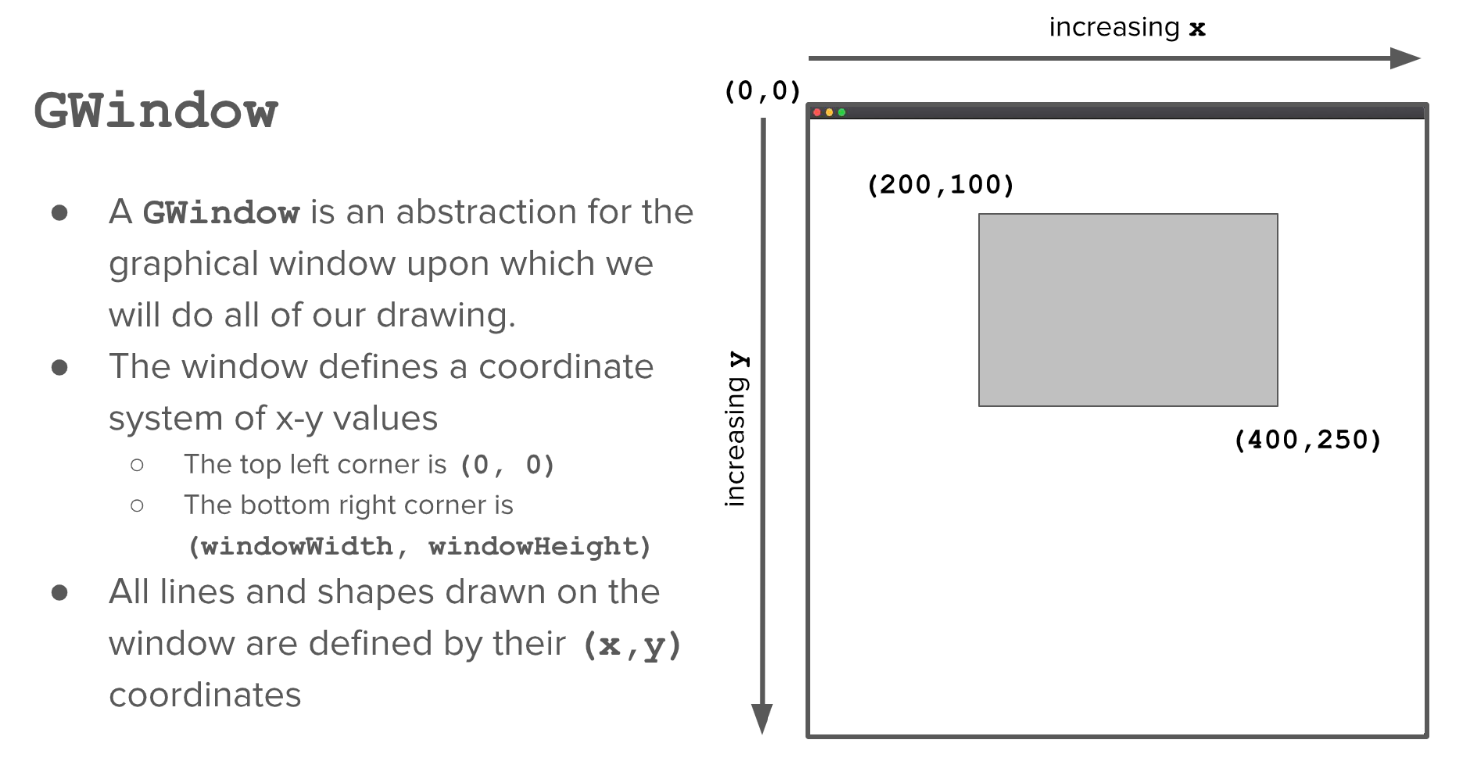 GWindow
● A GWindow is an abstraction for the
graphical window upon which we
will do all of our drawing.
● The window defines a coordinate
system of x-y values
○ The top left corner is (0, 0)
○ The bottom right corner is
(windowWidth, windowHeight)
● All lines and shapes drawn on the
window are defined by their (x,y)
coordinates
increasing x
(0,0)
increasing y
(200,100)
(400,250)